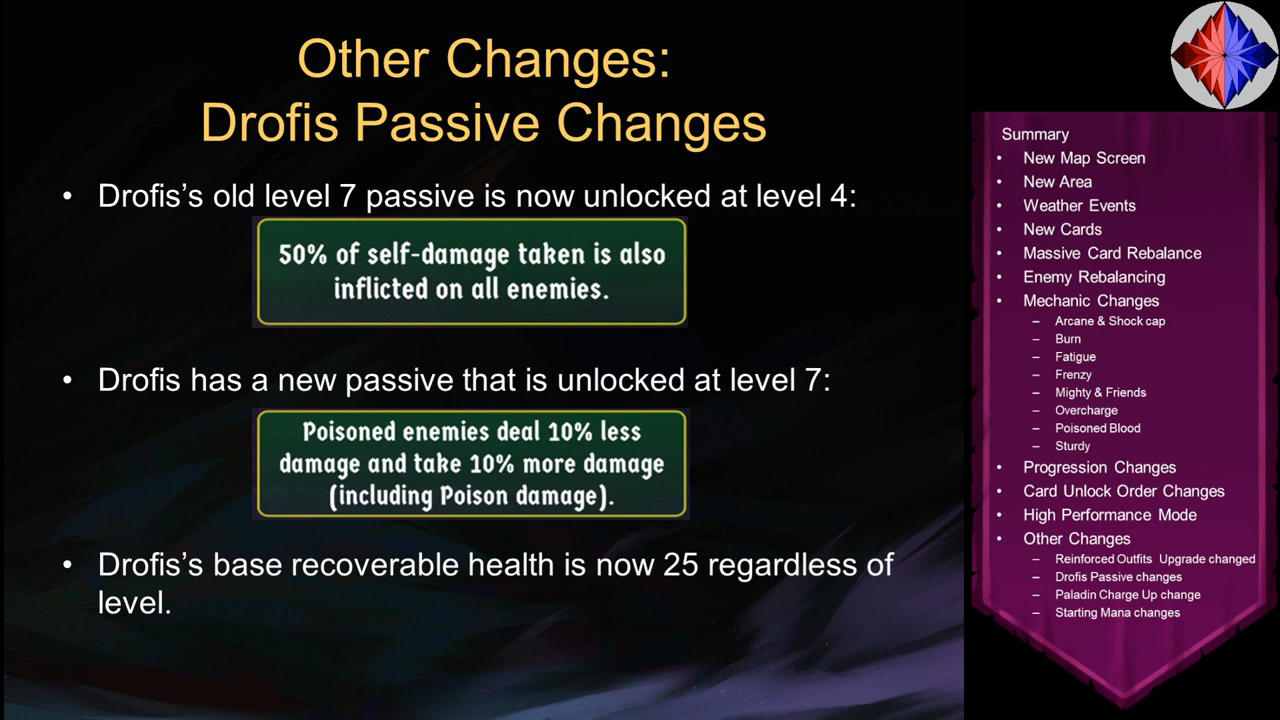 Other Changes:
Drofis Passive Changes
• Drofis's old level 7 passive is now unlocked at level 4:
50% of self-damage taken is also
inflicted on all enemies.
• Drofis has a new passive that is unlocked at level 7:
Poisoned enemies deal 10% less
damage and take 10% more damage
(including Poison damage).
• Drofis's base recoverable health is now 25 regardless of
level.
Summary
• New Map Screen
• New Area
• Weather Events
• New Cards
• Massive Card Rebalance
• Enemy Rebalancing
• Mechanic Changes
– Arcane & Shock cap
– Burn
– Fatigue
– Frenzy
– Mighty & Friends
– Overcharge
– Poisoned Blood
– Sturdy
• Progression Changes
• Card Unlock Order Changes
• High Performance Mode
• Other Changes
– Reinforced Outfits Upgrade changed
– Drofis Passive changes
– Paladin Charge Up change
– Starting Mana changes